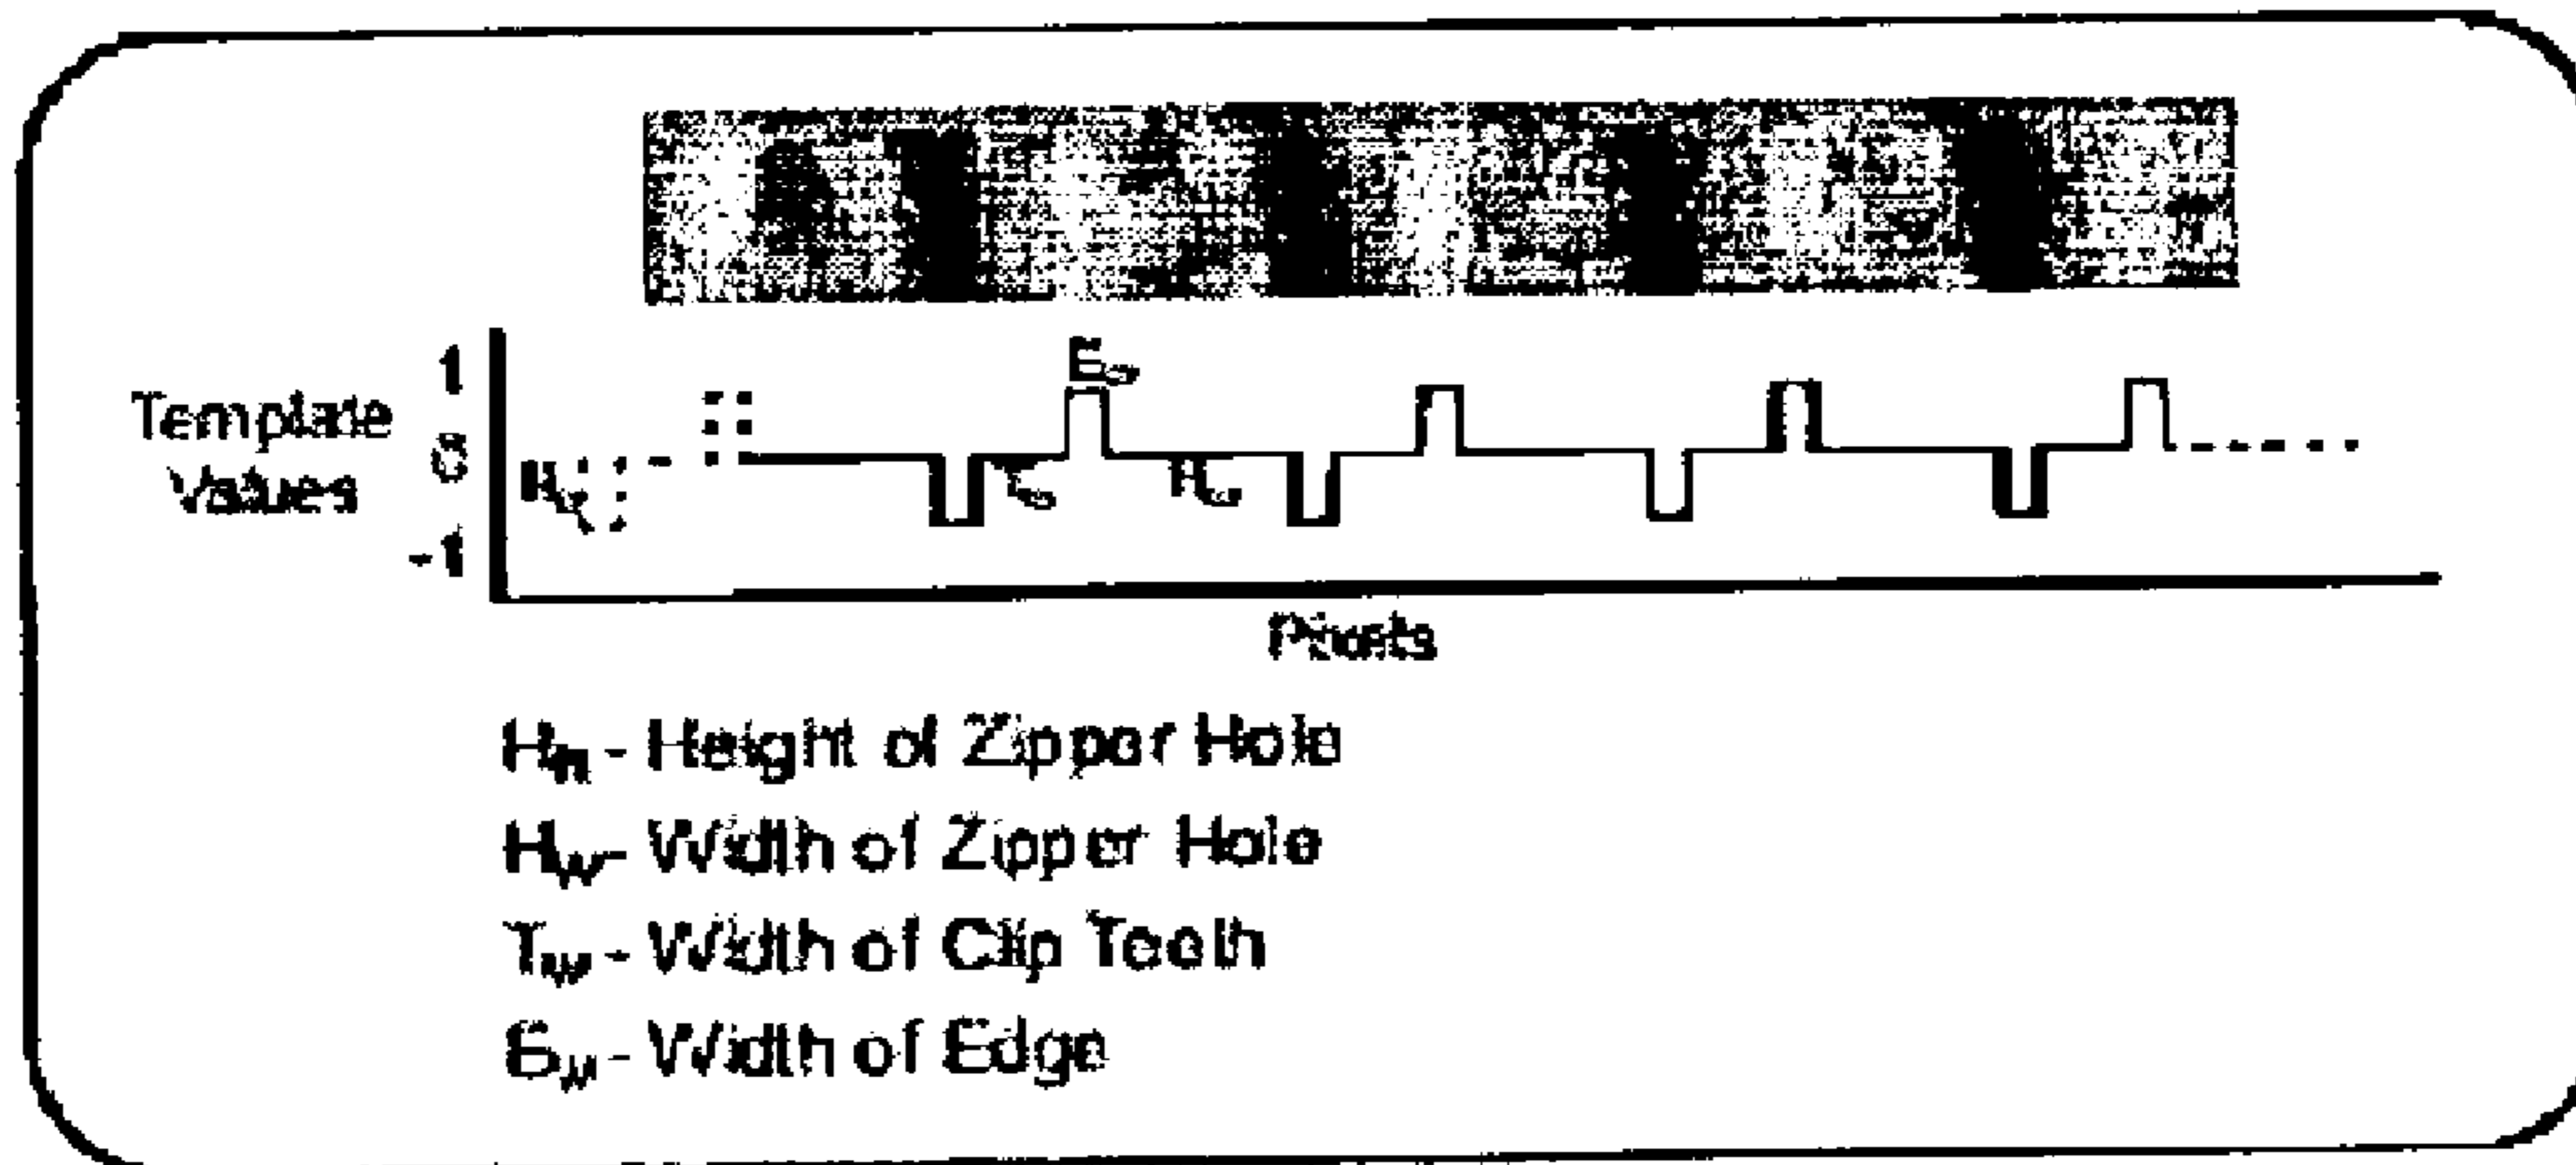 1
Template
Values
0
-1
Pixels
H_h - Height of Zipper Hole
H_w - Width of Zipper Hole
T_w - Width of Clip Teeth
E_w - Width of Edge